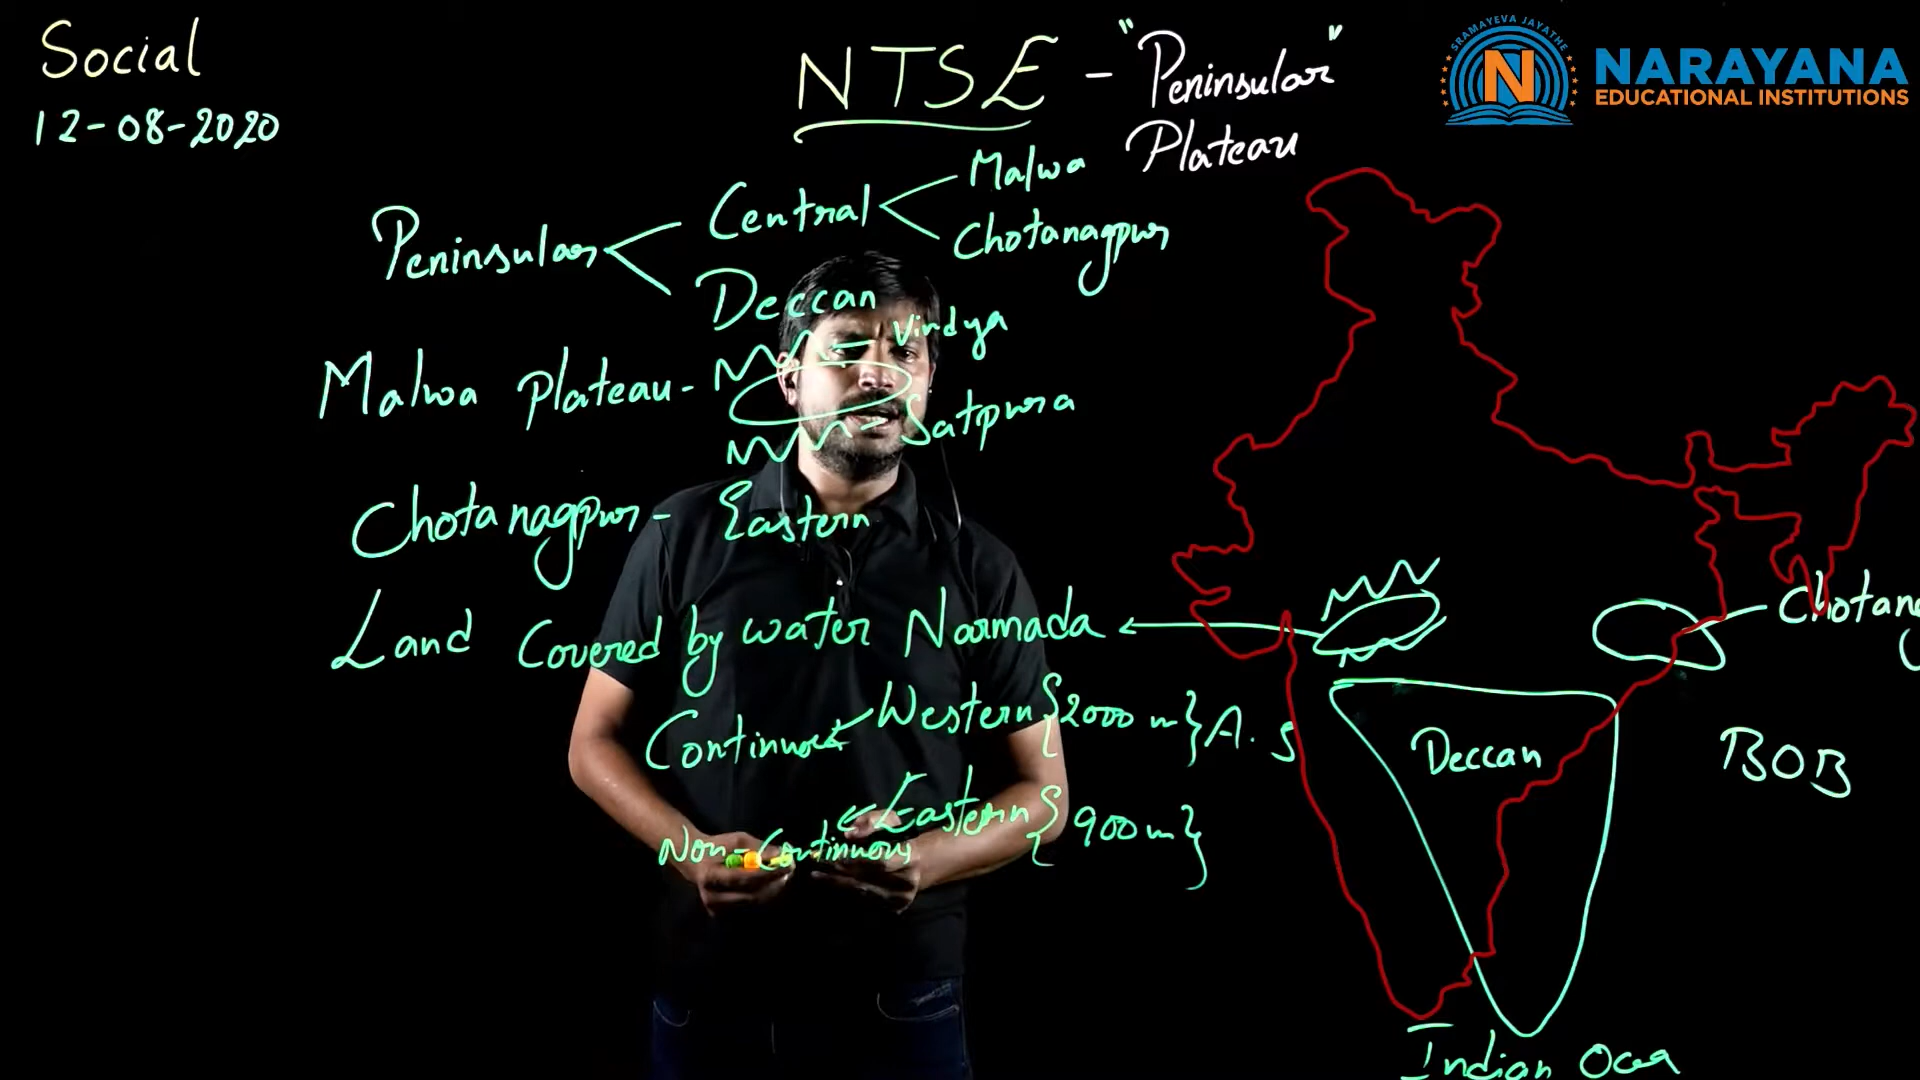 Social
12-08-2020
NTSE - "Peninsular"
Plateau
SRAMAYEVA JAYATHE
N
NARAYANA
EDUCATIONAL INSTITUTIONS
Peninsular
Central
Malwa
Chotanagpur
Deccan
Malwa Plateau -
Vindya
Satpura
Chotanagpur - Eastern
Land Covered by water Narmada
Continuous Western {2000 m} A. S
Non-Continuous Eastern {900 m}
Chotang
Deccan
BOB
Indian Ocea